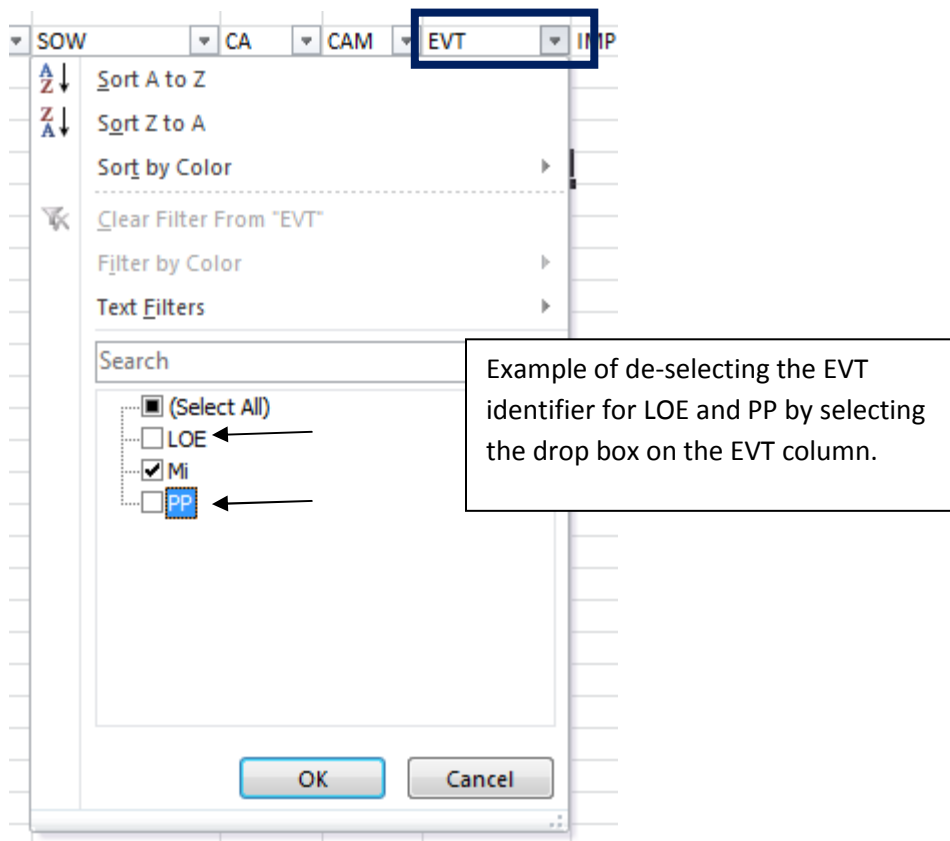 SOW CA CAM EVT IMP
Sort A to Z
Sort Z to A
Sort by Color
Clear Filter From "EVT"
Filter by Color
Text Filters
Search
(Select All)
LOE
Mi
PP
OK Cancel
Example of de-selecting the EVT
identifier for LOE and PP by selecting
the drop box on the EVT column.